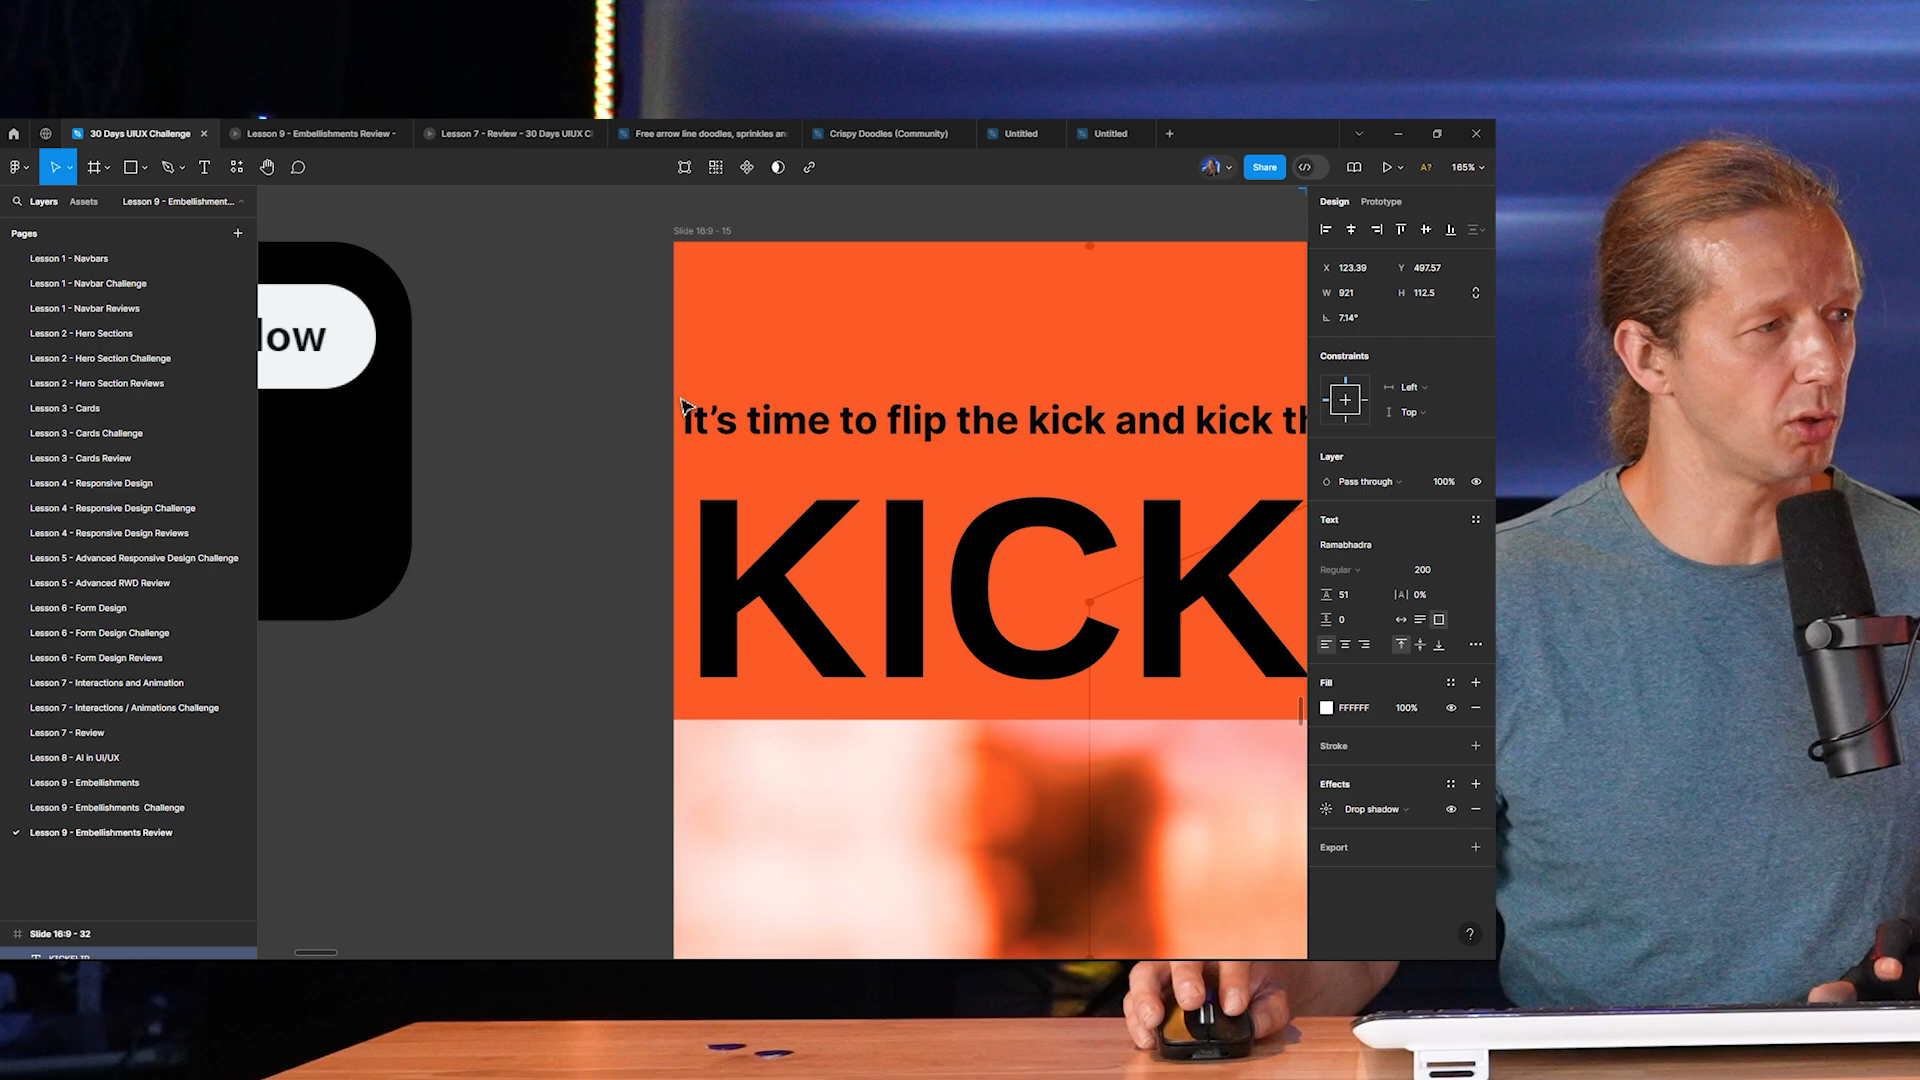 30 Days UIUX Challenge
Lesson 9 - Embellishments Review -
Lesson 7 - Review - 30 Days UIUX C
Free arrow line doodles, sprinkles an
Crispy Doodles (Community)
Untitled
Untitled
Share
A?
165%
Layers
Assets
Lesson 9 - Embellishment...
Pages
Lesson 1 - Navbars
Lesson 1 - Navbar Challenge
Lesson 1 - Navbar Reviews
Lesson 2 - Hero Sections
Lesson 2 - Hero Section Challenge
Lesson 2 - Hero Section Reviews
Lesson 3 - Cards
Lesson 3 - Cards Challenge
Lesson 3 - Cards Review
Lesson 4 - Responsive Design
Lesson 4 - Responsive Design Challenge
Lesson 4 - Responsive Design Reviews
Lesson 5 - Advanced Responsive Design Challenge
Lesson 5 - Advanced RWD Review
Lesson 6 - Form Design
Lesson 6 - Form Design Challenge
Lesson 6 - Form Design Reviews
Lesson 7 - Interactions and Animation
Lesson 7 - Interactions / Animations Challenge
Lesson 7 - Review
Lesson 8 - AI in UI/UX
Lesson 9 - Embellishments
Lesson 9 - Embellishments Challenge
Lesson 9 - Embellishments Review
Slide 16:9 - 32
KICKFLIP
low
Slide 16:9 - 15
it's time to flip the kick and kick th
KICK
Design
Prototype
X 123.39
Y 497.57
W 921
H 112.5
7.14°
Constraints
Left
Top
Layer
Pass through
100%
Text
Ramabhadra
Regular
200
51
0%
0
Fill
FFFFFF
100%
Stroke
Effects
Drop shadow
Export
?